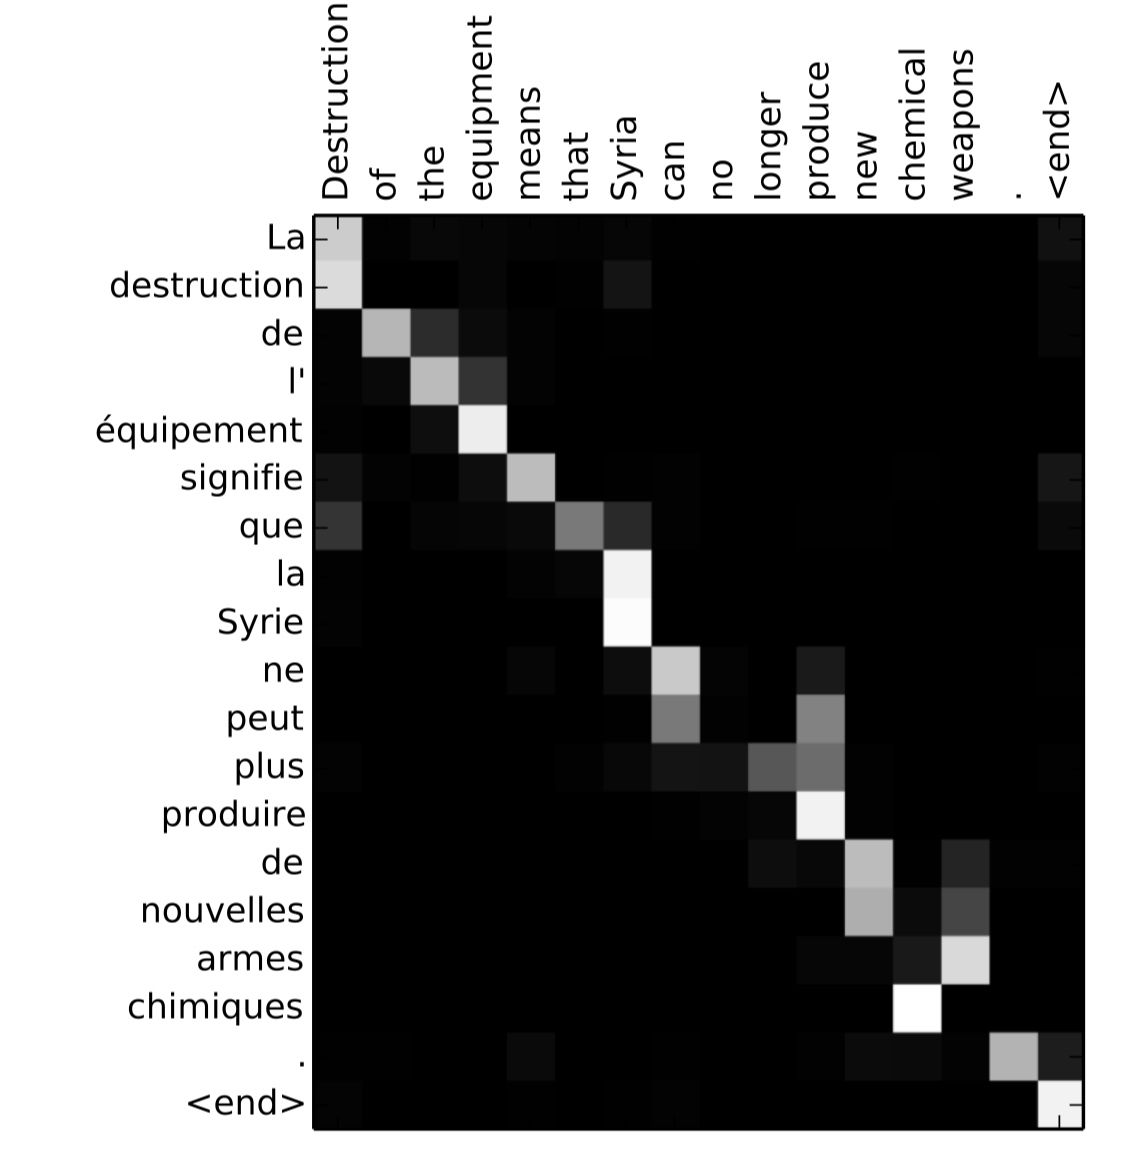 Destruction of the equipment means that Syria can no longer produce new chemical weapons . <end>
La
destruction
de
l'
équipement
signifie
que
la
Syrie
ne
peut
plus
produire
de
nouvelles
armes
chimiques
.
<end>